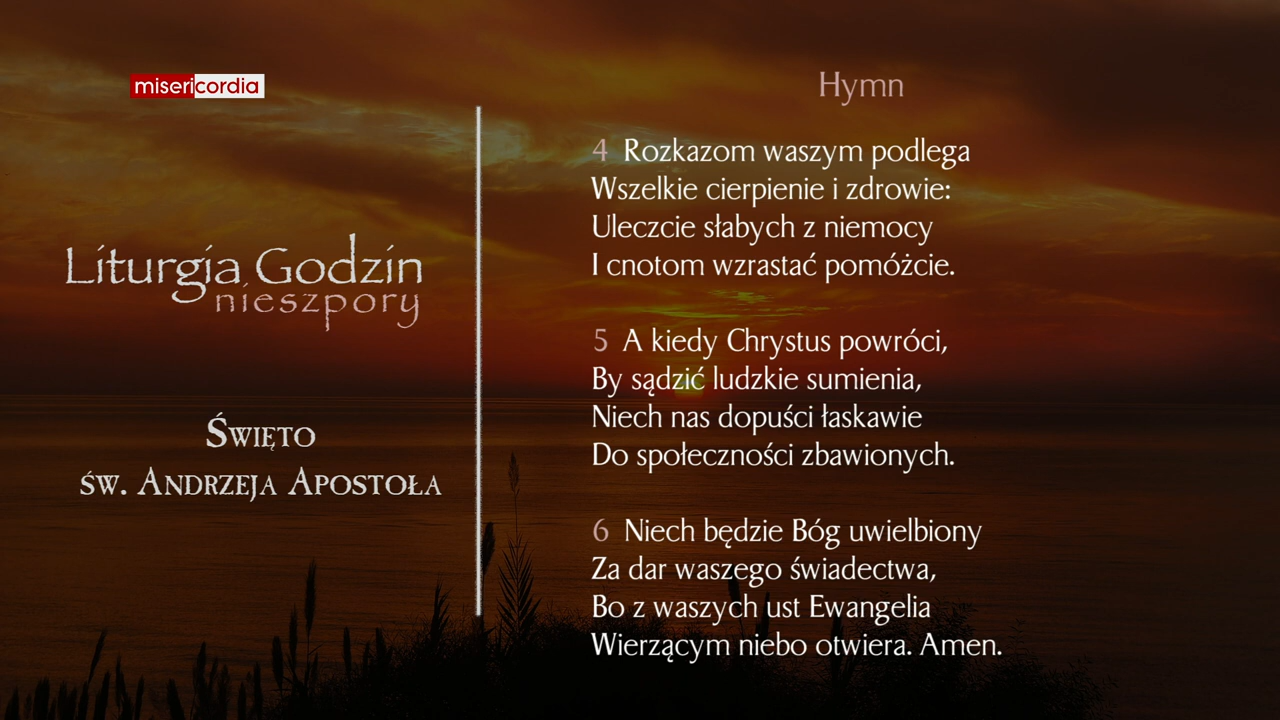 misericordia
Liturgia Godzin
nieszpory
Święto
św. Andrzeja Apostoła
Hymn
4 Rozkazom waszym podlega
Wszelkie cierpienie i zdrowie:
Uleczcie słabych z niemocy
I cnotom wzrastać pomóżcie.
5 A kiedy Chrystus powróci,
By sądzić ludzkie sumienia,
Niech nas dopuści łaskawie
Do społeczności zbawionych.
6 Niech będzie Bóg uwielbiony
Za dar waszego świadectwa,
Bo z waszych ust Ewangelia
Wierzącym niebo otwiera. Amen.